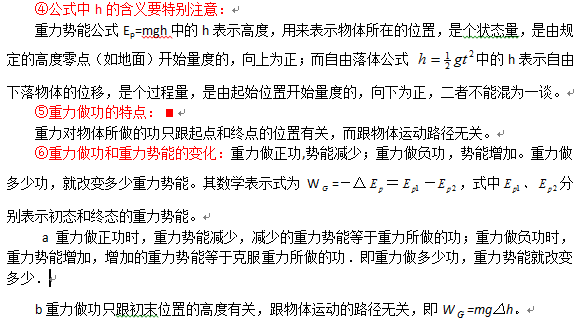 ④公式中 h 的含义要特别注意：
重力势能公式 Eₚ=mgh 中的 h 表示高度，用来表示物体所在的位置，是个状态量，是由规
定的高度零点（如地面）开始量度的，向上为正；而自由落体公式 h=½gt²中的 h 表示自由
下落物体的位移，是个过程量，是由起始位置开始量度的，向下为正，二者不能混为一谈。
⑤重力做功的特点：■
重力对物体所做的功只跟起点和终点的位置有关，而跟物体运动路径无关。
⑥重力做功和重力势能的变化：重力做正功,势能减少；重力做负功，势能增加。重力做
多少功，就改变多少重力势能。其数学表示式为 W G =－△Eₚ＝Eₚ₁－Eₚ₂，式中Eₚ₁、Eₚ₂分
别表示初态和终态的重力势能。
a 重力做正功时，重力势能减少，减少的重力势能等于重力所做的功；重力做负功时，
重力势能增加，增加的重力势能等于克服重力所做的功．即重力做多少功，重力势能就改变
多少．
b 重力做功只跟初末位置的高度有关，跟物体运动的路径无关，即 W G =mg△h。